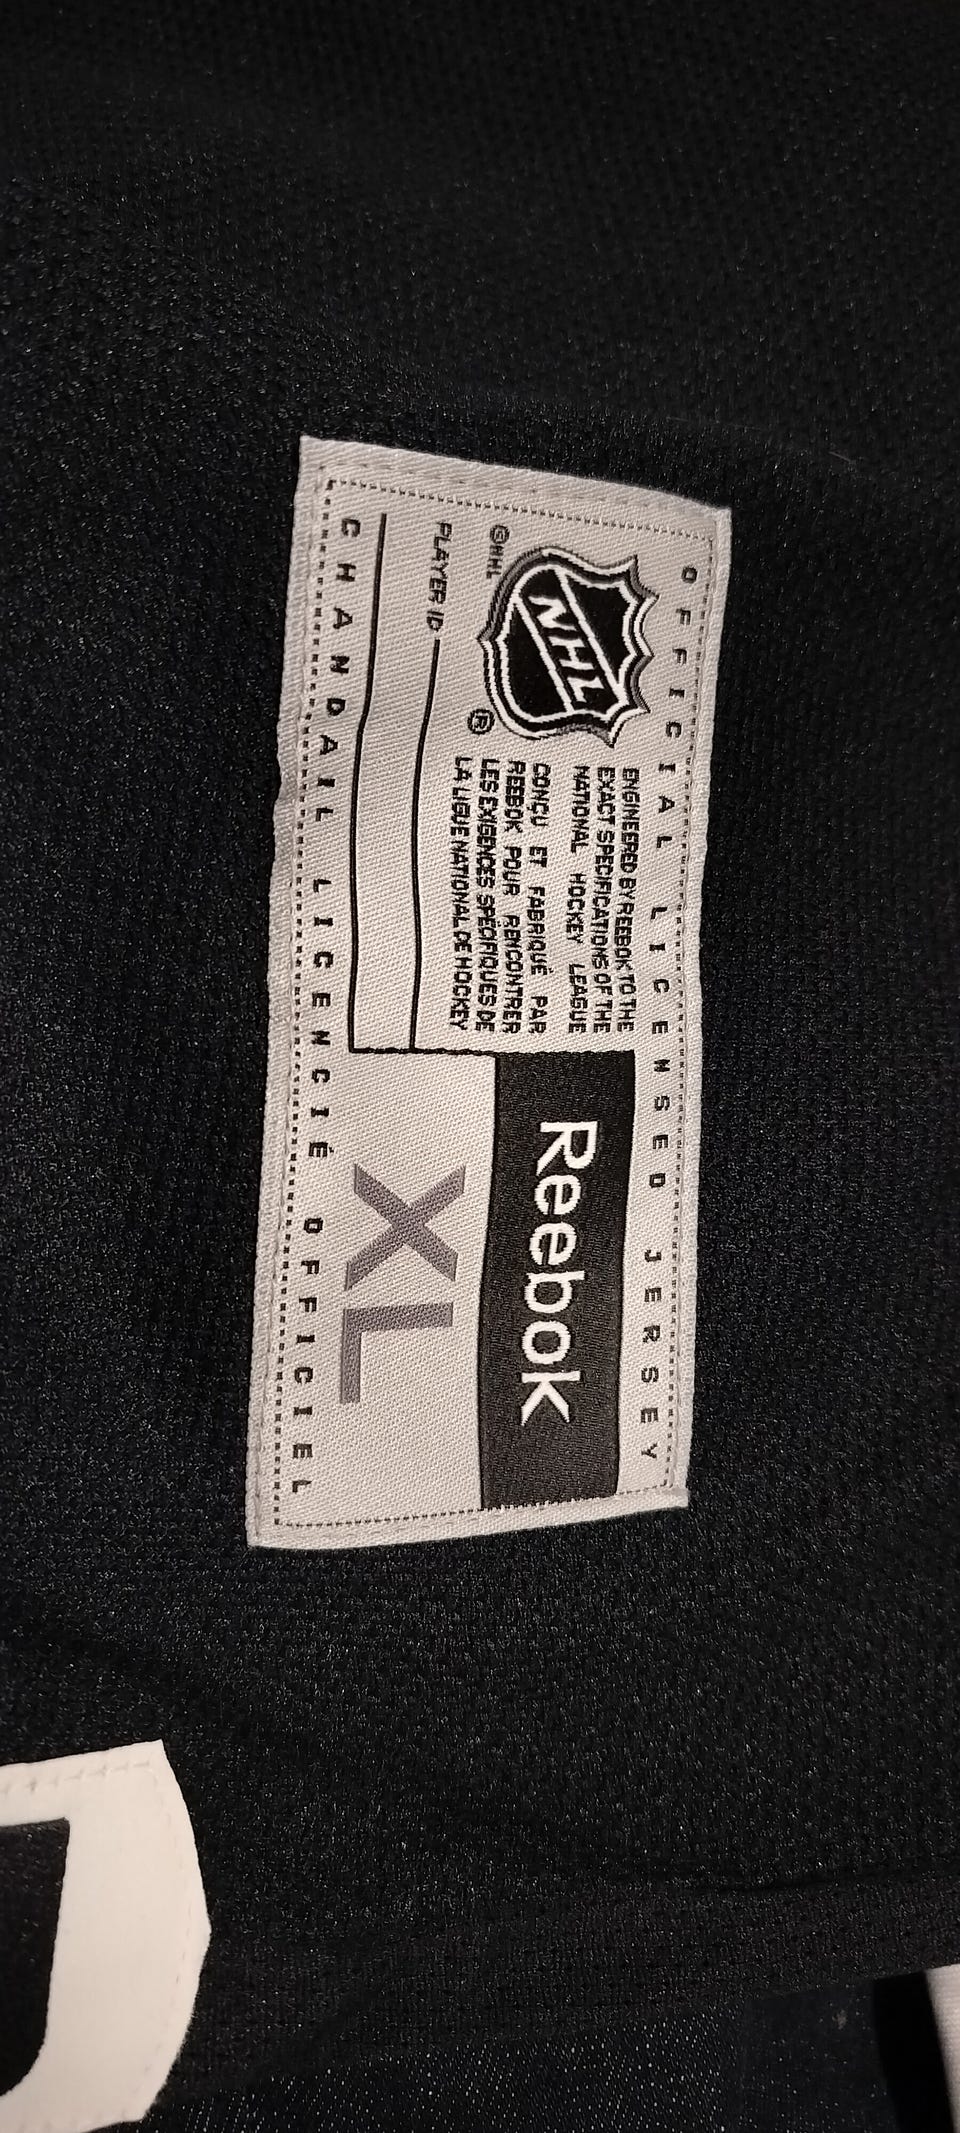 OFFICIAL LICENSED JERSEY
NHL
®
©NHL
ENGINEERED BY REEBOK TO THE
EXACT SPECIFICATIONS OF THE
NATIONAL HOCKEY LEAGUE
CONÇU ET FABRIQUÉ PAR
REEBOK POUR RENCONTRER
LES EXIGENCES SPÉCIFIQUES DE
LA LIGUE NATIONAL DE HOCKEY
PLAYER ID
Reebok
XL
CHANDAIL LICENCIÉ OFFICIEL